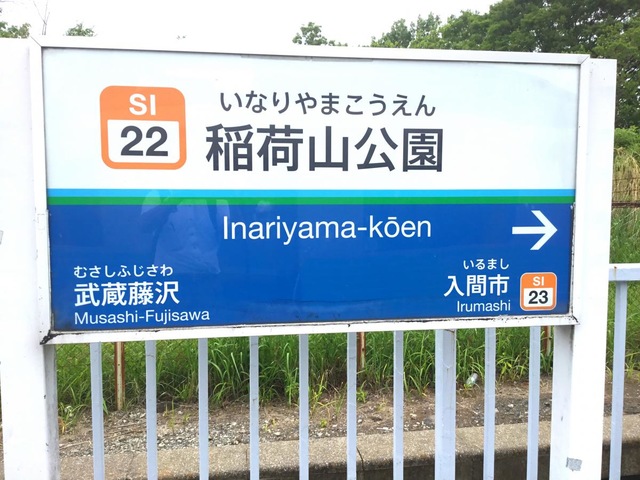 SI
22
いなりやまこうえん
稲荷山公園
Inariyama-kōen
むさしふじさわ
武蔵藤沢
Musashi-Fujisawa
いるまし
入間市
Irumashi
SI
23